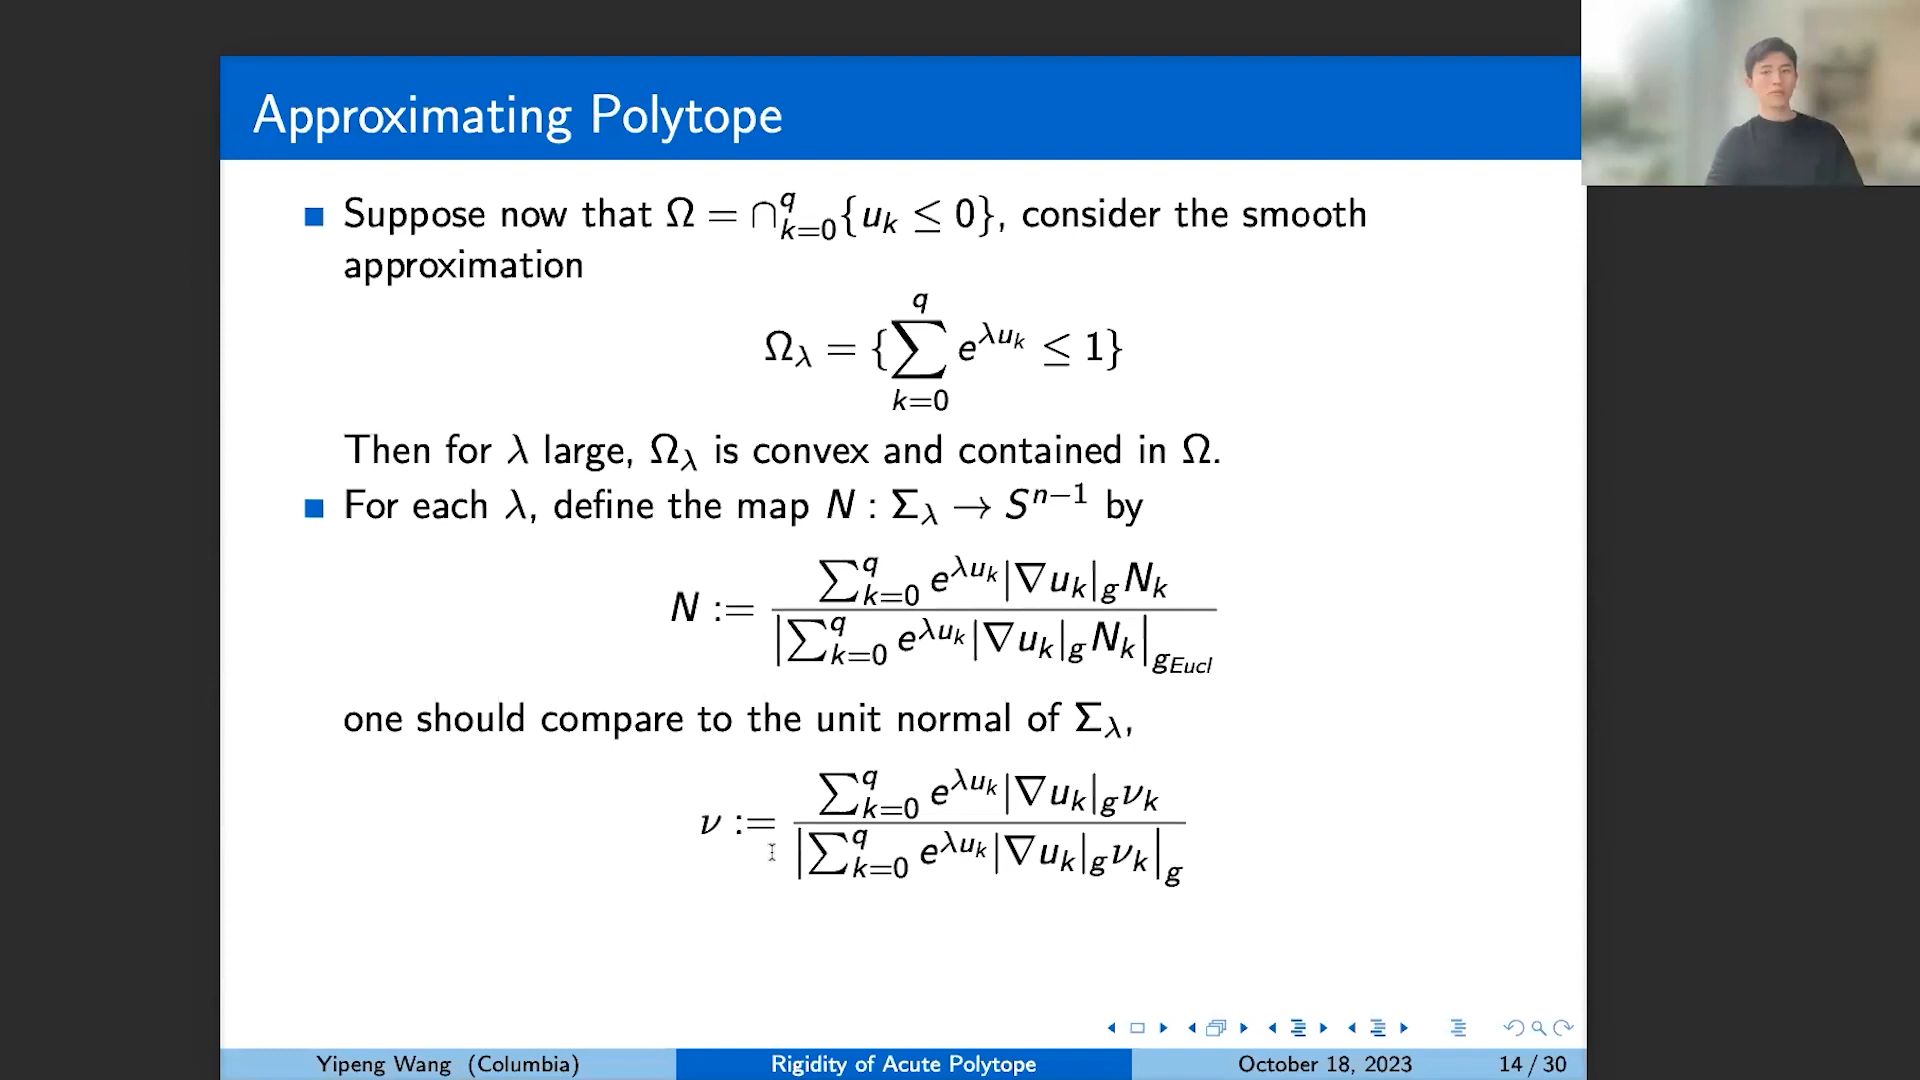 Approximating Polytope
Suppose now that Ω = ∩_{k=0}^{q}{u_k ≤ 0}, consider the smooth
approximation
Ω_λ = {∑_{k=0}^{q} e^{λu_k} ≤ 1}
Then for λ large, Ω_λ is convex and contained in Ω.
For each λ, define the map N : Σ_λ → S^{n−1} by
N := \frac{∑_{k=0}^{q} e^{λu_k}|∇u_k|_g N_k}{|∑_{k=0}^{q} e^{λu_k}|∇u_k|_g N_k|_{g_{Eucl}}}
one should compare to the unit normal of Σ_λ,
ν := \frac{∑_{k=0}^{q} e^{λu_k}|∇u_k|_g ν_k}{|∑_{k=0}^{q} e^{λu_k}|∇u_k|_g ν_k|_g}
Yipeng Wang (Columbia) Rigidity of Acute Polytope October 18, 2023 14 / 30